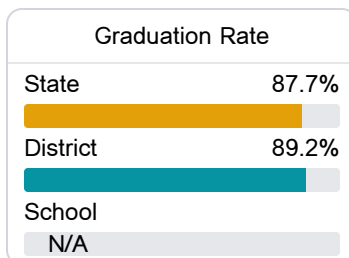 Graduation Rate
State 87.7%
District 89.2%
School
N/A